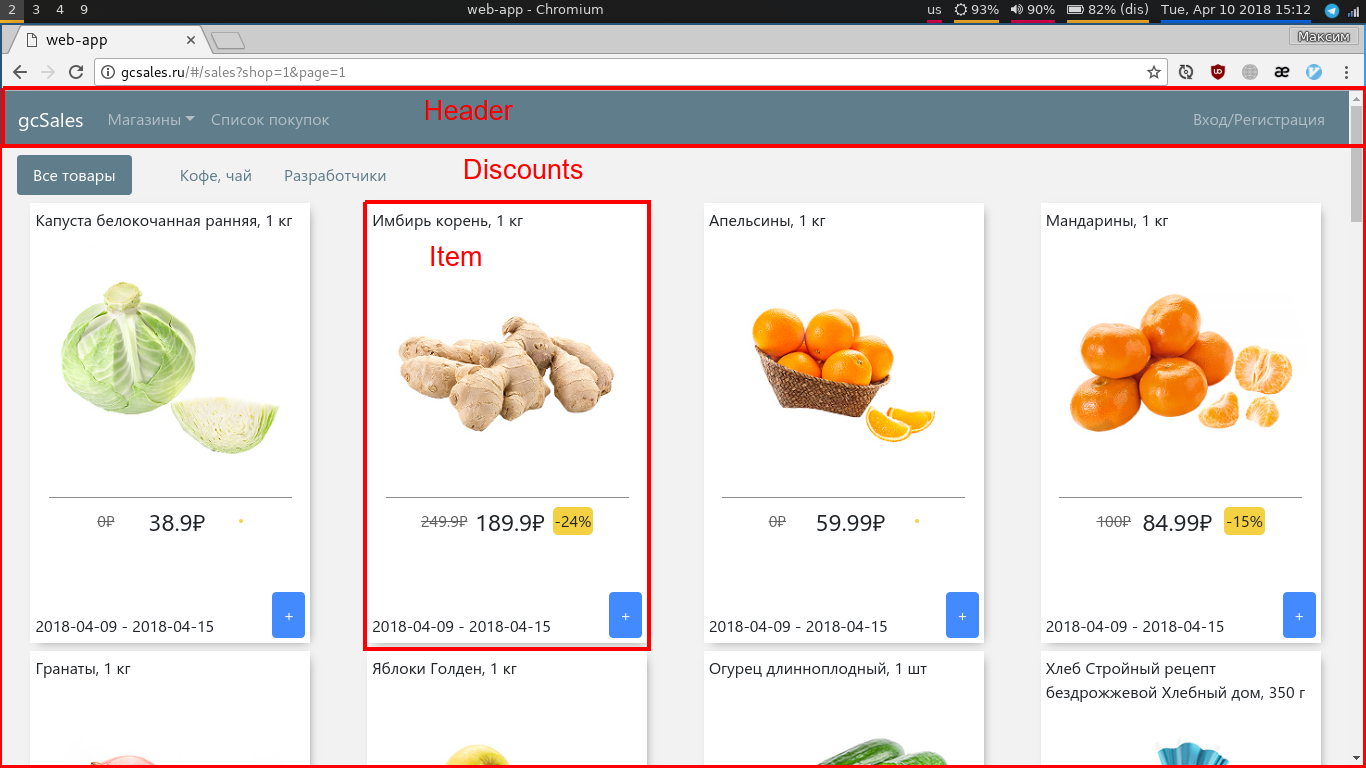 2 3 4 9 web-app - Chromium us 93% 90% 82% (dis) Tue, Apr 10 2018 15:12
web-app Максим
gcsales.ru/#/sales?shop=1&page=1
gcSales Магазины Список покупок Header Вход/Регистрация
Все товары Кофе, чай Разработчики Discounts
Капуста белокочанная ранняя, 1 кг
0₽ 38.9₽
2018-04-09 - 2018-04-15 +
Имбирь корень, 1 кг
Item
249.9₽ 189.9₽ -24%
2018-04-09 - 2018-04-15 +
Апельсины, 1 кг
0₽ 59.99₽
2018-04-09 - 2018-04-15 +
Мандарины, 1 кг
100₽ 84.99₽ -15%
2018-04-09 - 2018-04-15 +
Гранаты, 1 кг
Яблоки Голден, 1 кг
Огурец длинноплодный, 1 шт
Хлеб Стройный рецепт
бездрожжевой Хлебный дом, 350 г